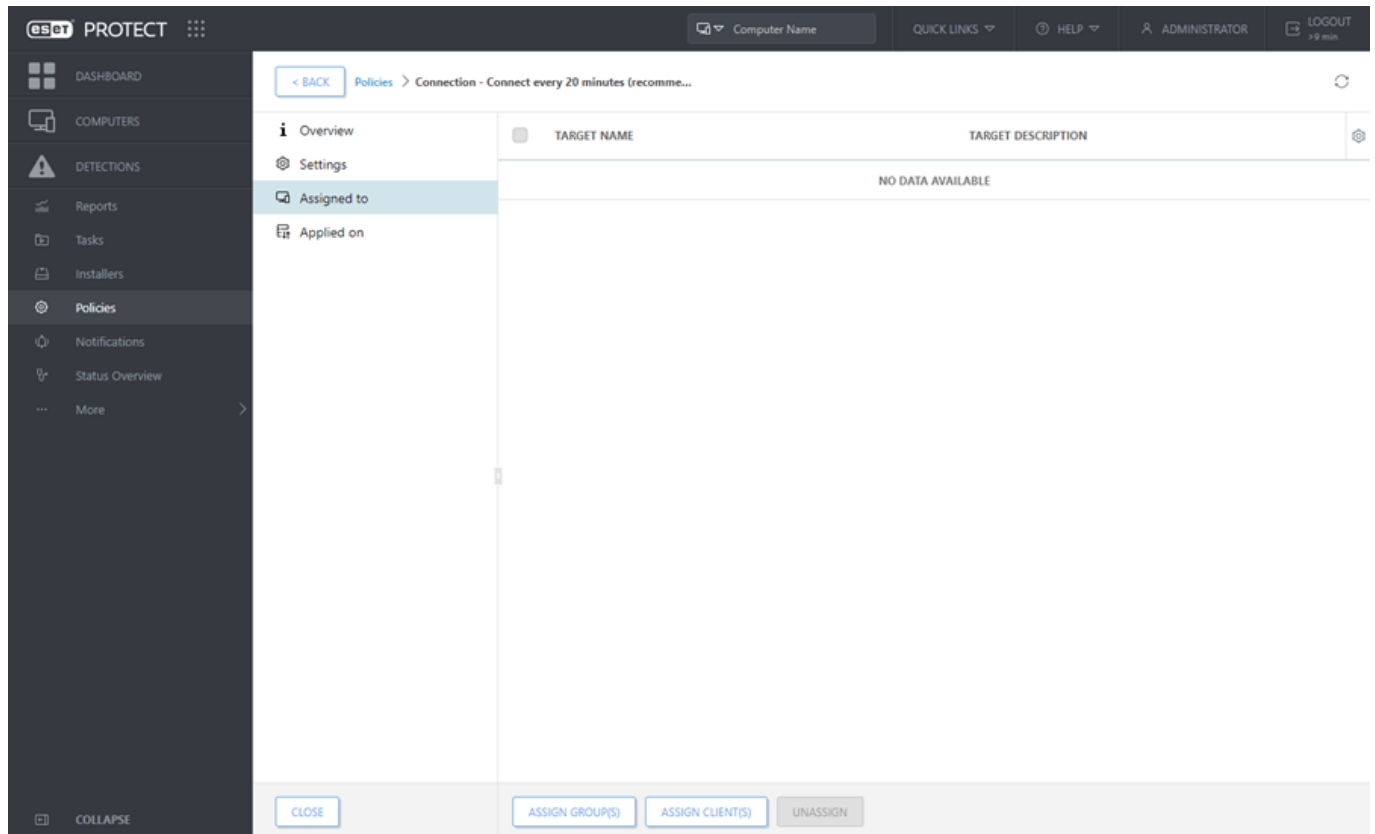 eset PROTECT
Computer Name
QUICK LINKS
HELP
ADMINISTRATOR
LOGOUT
>9 min
DASHBOARD
COMPUTERS
DETECTIONS
Reports
Tasks
Installers
Policies
Notifications
Status Overview
More
COLLAPSE
< BACK Policies > Connection - Connect every 20 minutes (recomme...
Overview
Settings
Assigned to
Applied on
TARGET NAME TARGET DESCRIPTION
NO DATA AVAILABLE
CLOSE
ASSIGN GROUP(S) ASSIGN CLIENT(S) UNASSIGN